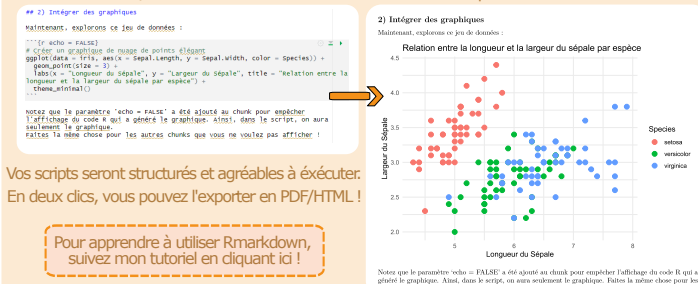 ## 2) Intégrer des graphiques
Maintenant, explorons ce jeu de données :
```{r echo = FALSE}
# Créer un graphique de nuage de points élégant
ggplot(data = iris, aes(x = Sepal.Length, y = Sepal.Width, color = Species)) +
geom_point(size = 3) +
labs(x = "Longueur du Sépale", y = "Largeur du Sépale", title = "Relation entre la
longueur et la largeur du sépale par espèce") +
theme_minimal()
```
Notez que le paramètre 'echo = FALSE' a été ajouté au chunk pour empêcher
l'affichage du code R qui a généré le graphique. Ainsi, dans le script, on aura
seulement le graphique.
Faites la même chose pour les autres chunks que vous ne voulez pas afficher !
Vos scripts seront structurés et agréables à éxécuter.
En deux clics, vous pouvez l'exporter en PDF/HTML !
Pour apprendre à utiliser Rmarkdown,
suivez mon tutoriel en cliquant ici !
2) Intégrer des graphiques
Maintenant, explorons ce jeu de données :
Relation entre la longueur et la largeur du sépale par espèce
4.5
4.0
3.5
3.0
2.5
2.0
Largeur du Sépale
5
6
7
8
Longueur du Sépale
Species
setosa
versicolor
virginica
Notez que le paramètre 'echo = FALSE' a été ajouté au chunk pour empêcher l'affichage du code R qui a
généré le graphique. Ainsi, dans le script, on aura seulement le graphique. Faites la même chose pour les